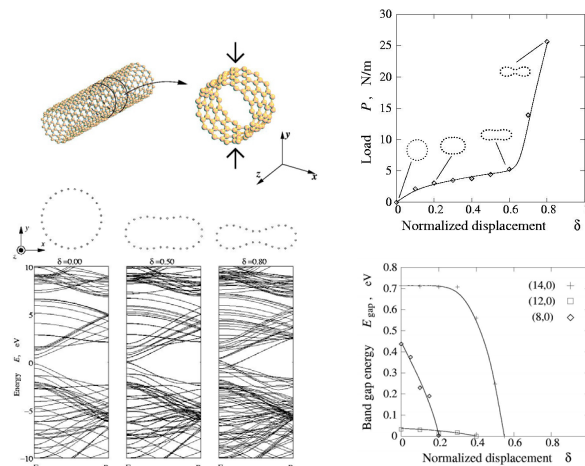 y
x
z
y
x
z
δ=0.00
δ=0.50
δ=0.80
10
5
0
−5
−10
Energy E, eV
30
25
20
15
10
5
0
Load P, N/m
0
0.2
0.4
0.6
0.8
Normalized displacement δ
0.8
0.7
0.6
0.5
0.4
0.3
0.2
0.1
0
Band gap energy E gap, eV
(14,0)
(12,0)
(8,0)
0
0.2
0.4
0.6
0.8
Normalized displacement δ